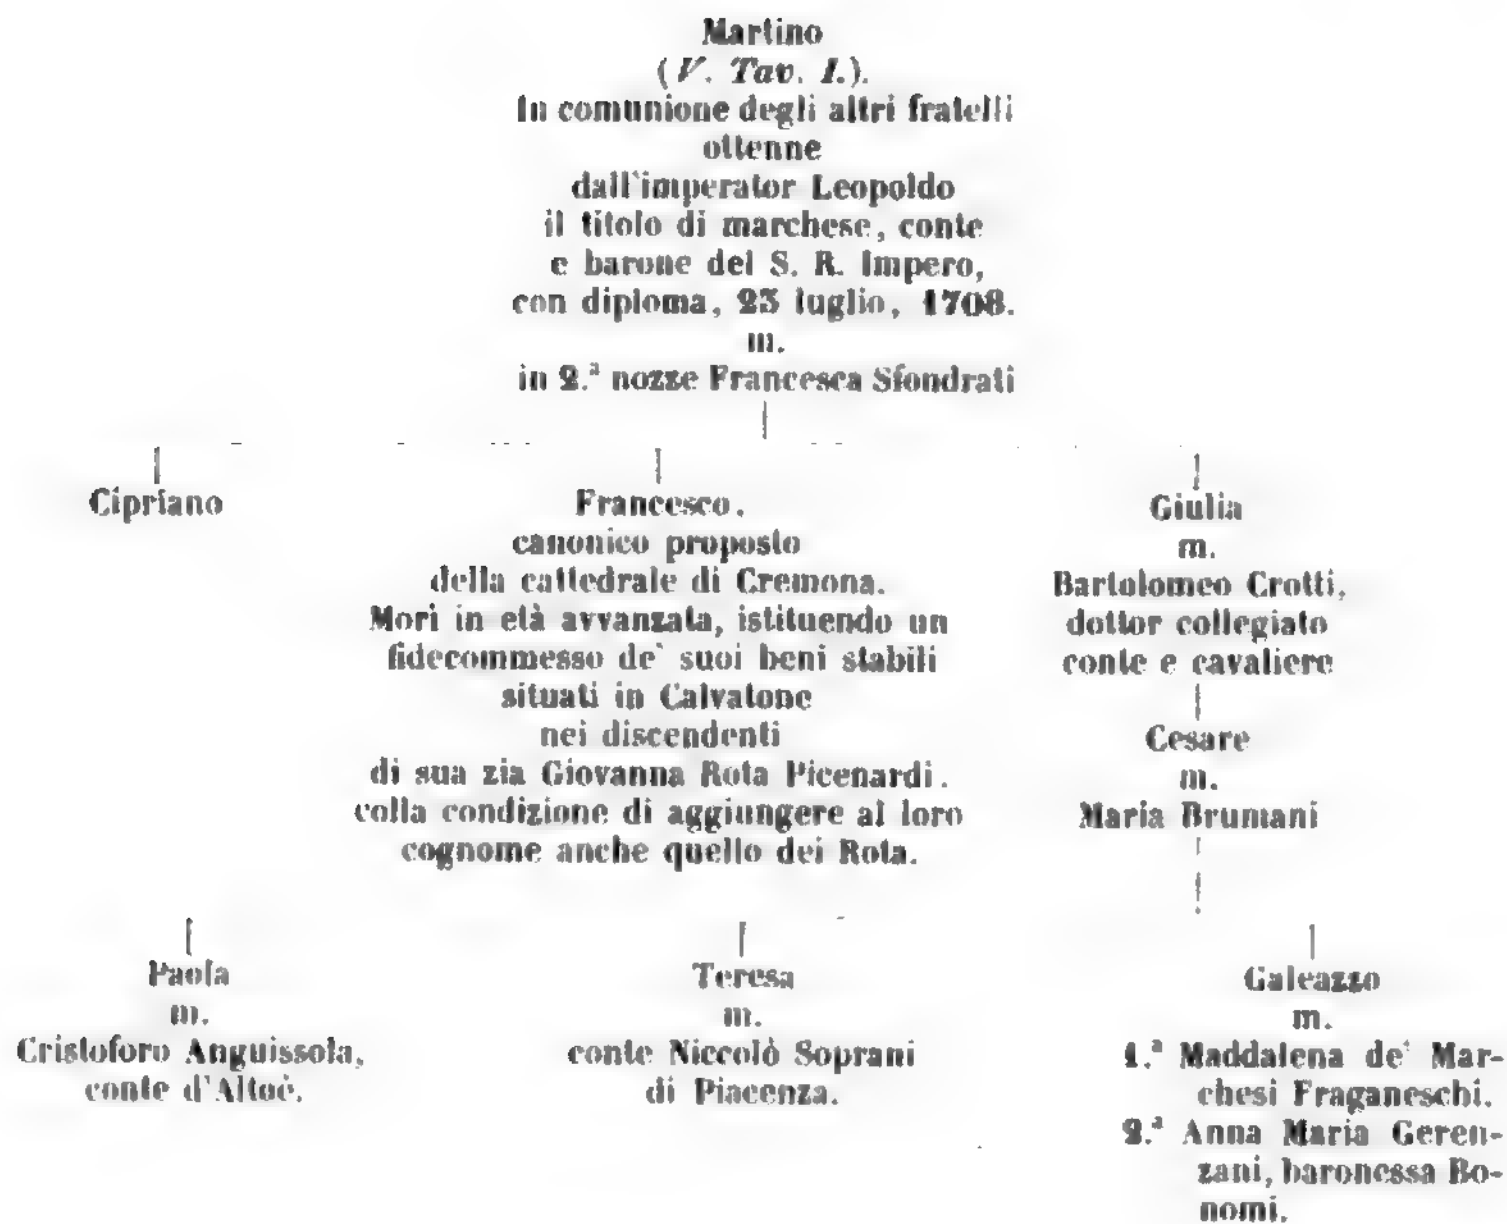 Martino
(V. Tav. I.).
In comunione degli altri fratelli
ottenne
dall'imperator Leopoldo
il titolo di marchese, conte
e barone del S. R. Impero,
con diploma, 23 luglio, 1708.
m.
in 2.ª nozze Francesca Sfondrati
Cipriano
Francesco.
canonico proposto
della cattedrale di Cremona.
Morì in età avvanzata, istituendo un
fidecommesso de' suoi beni stabili
situati in Calvatone
nei discendenti
di sua zia Giovanna Rota Picenardi.
colla condizione di aggiungere al loro
cognome anche quello dei Rota.
Giulia
m.
Bartolomeo Crotti,
dottor collegiato
conte e cavaliere
Cesare
m.
Maria Brumani
Paola
m.
Cristoforo Anguissola,
conte d'Altoè.
Teresa
m.
conte Niccolò Soprani
di Piacenza.
Galeazzo
m.
1.ª Maddalena de' Mar-
chesi Fraganeschi.
2.ª Anna Maria Geren-
zani, baronessa Bo-
nomi.